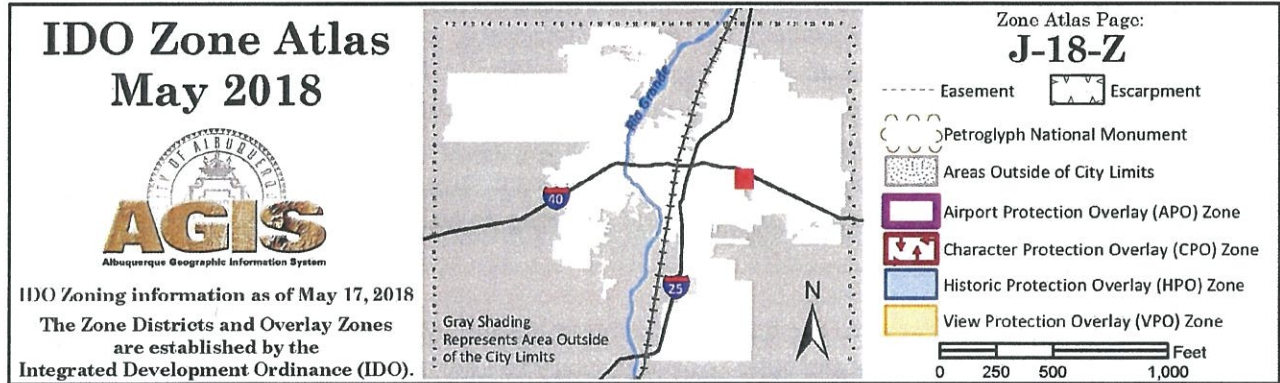 IDO Zone Atlas
May 2018
CITY OF ALBUQUERQUE
AGIS
Albuquerque Geographic Information System
IDO Zoning information as of May 17, 2018
The Zone Districts and Overlay Zones
are established by the
Integrated Development Ordinance (IDO).
Rio Grande
40
25
N
Gray Shading
Represents Area Outside
of the City Limits
Zone Atlas Page:
J-18-Z
Easement
Escarpment
Petroglyph National Monument
Areas Outside of City Limits
Airport Protection Overlay (APO) Zone
Character Protection Overlay (CPO) Zone
Historic Protection Overlay (HPO) Zone
View Protection Overlay (VPO) Zone
Feet
0 250 500 1,000